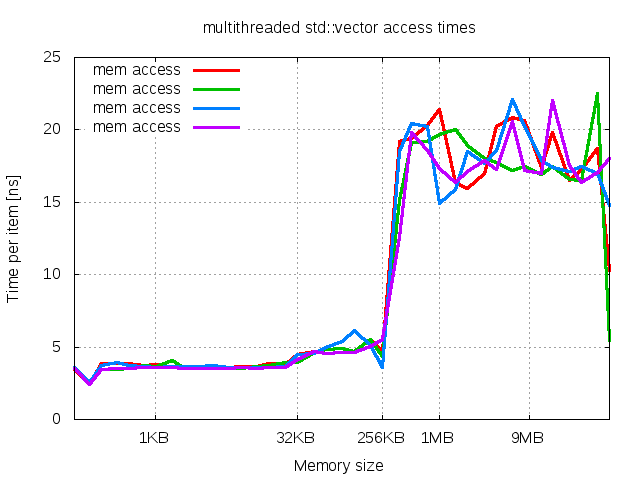 multithreaded std::vector access times
25
20
15
10
5
0
Time per item [ns]
mem access
mem access
mem access
mem access
1KB 32KB 256KB 1MB 9MB
Memory size